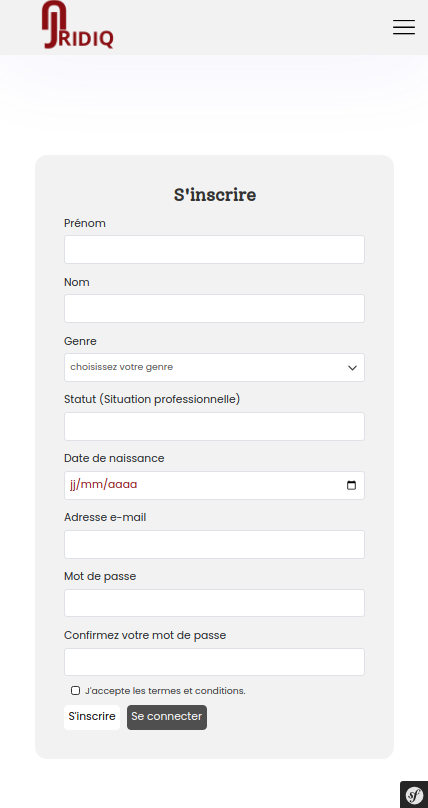 JRIDIQ
S'inscrire
Prénom
Nom
Genre
choisissez votre genre
Statut (Situation professionnelle)
Date de naissance
jj/mm/aaaa
Adresse e-mail
Mot de passe
Confirmez votre mot de passe
J'accepte les termes et conditions.
S'inscrire Se connecter
sf